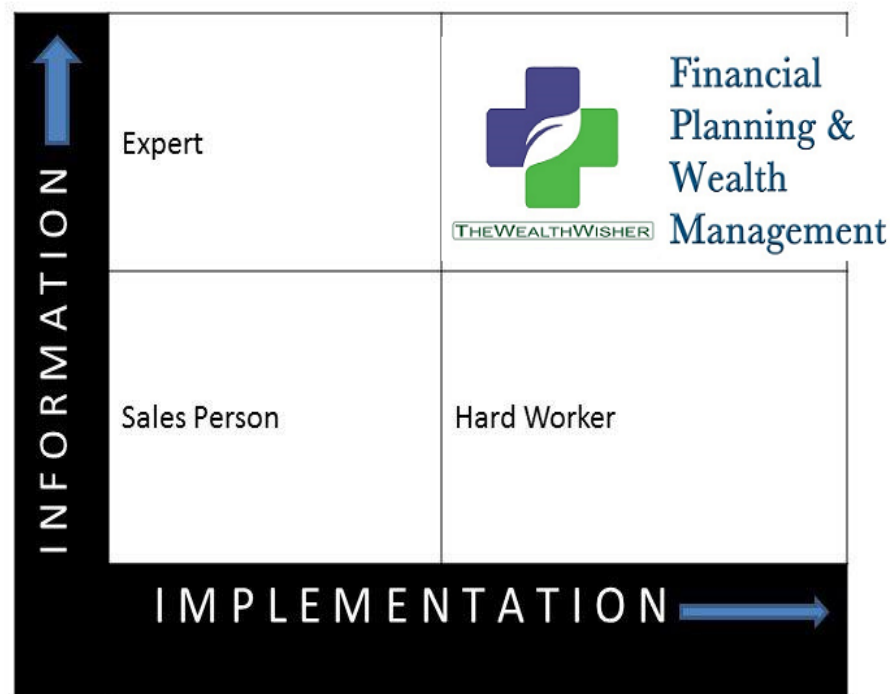 Expert
Financial
Planning &
Wealth
Management
THEWEALTHWISHER
Sales Person
Hard Worker
INFORMATION
IMPLEMENTATION